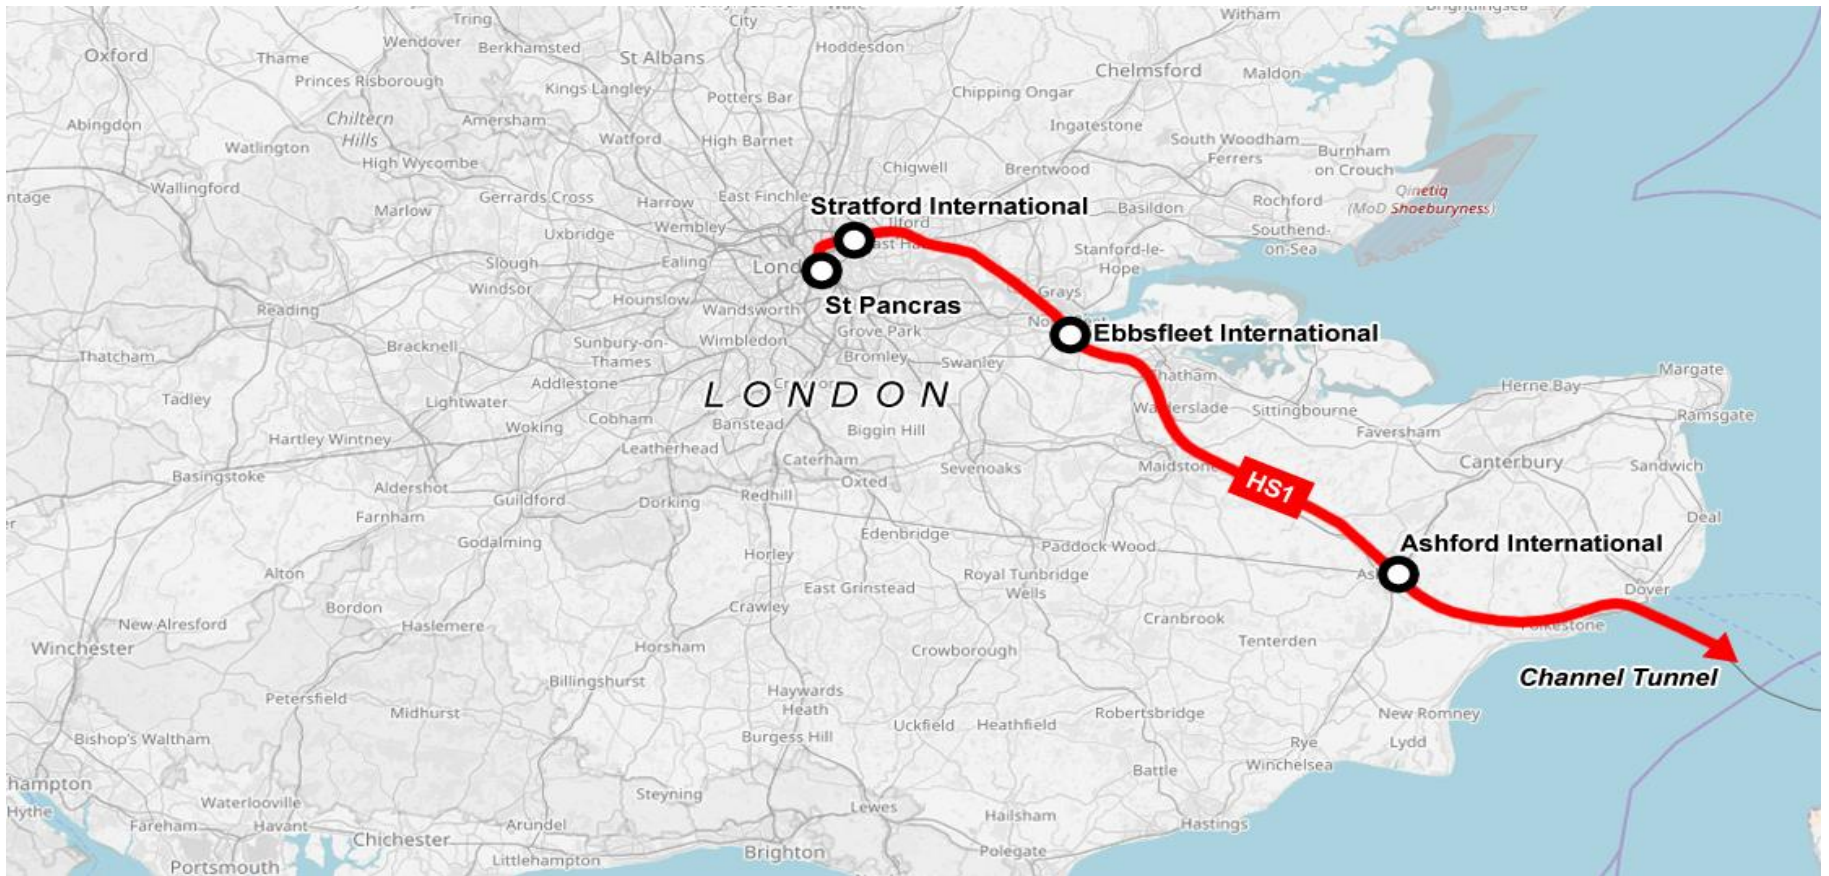 Oxford
Tring
Wendover
Berkhamsted
City
Hoddesdon
Witham
Thame
Princes Risborough
St Albans
Chelmsford
Maldon
Kings Langley
Potters Bar
Chipping Ongar
Abingdon
Chiltern
Hills
Amersham
Watford
High Barnet
Ingatestone
South Woodham
Ferrers
Burnham
on Crouch
Watlington
High Wycombe
Chigwell
Brentwood
Wallingford
Marlow
Gerrards Cross
Harrow
East Finchle
Basildon
Rochford
Qinetiq
(MoD Shoeburyness)
Stratford International
Ilford
Uxbridge
Wembley
Southend-
on-Sea
Stanford-le-
Hope
Slough
Ealing
Windsor
Hounslow
Wandsworth
St Pancras
Grays
Reading
Ebbsfleet International
Thatcham
Bracknell
Sunbury-on-
Thames
Wimbledon
Grove Park
Bromley
Swanley
Chatham
LONDON
Addlestone
Herne Bay
Margate
Tadley
Lightwater
Cobham
Banstead
Biggin Hill
Sittingbourne
Ramsgate
Hartley Wintney
Woking
Leatherhead
Caterham
Sevenoaks
Maidstone
Faversham
Canterbury
Sandwich
Basingstoke
Aldershot
Guildford
Dorking
Redhill
Oxted
HS1
Farnham
Godalming
Horley
Edenbridge
Paddock Wood
Deal
Ashford International
Alton
East Grinstead
Royal Tunbridge
Wells
Dover
Bordon
Crawley
Cranbrook
New Alresford
Haslemere
Horsham
Crowborough
Tenterden
Folkestone
Winchester
Channel Tunnel
Petersfield
Billingshurst
Midhurst
Haywards
Heath
Uckfield
Heathfield
Robertsbridge
New Romney
Bishop's Waltham
Burgess Hill
Rye
Lydd
Winchelsea
Battle
hampton
Hythe
Waterlooville
Steyning
Lewes
Hailsham
Hastings
Fareham
Havant
Chichester
Arundel
Portsmouth
Littlehampton
Brighton
Polegate